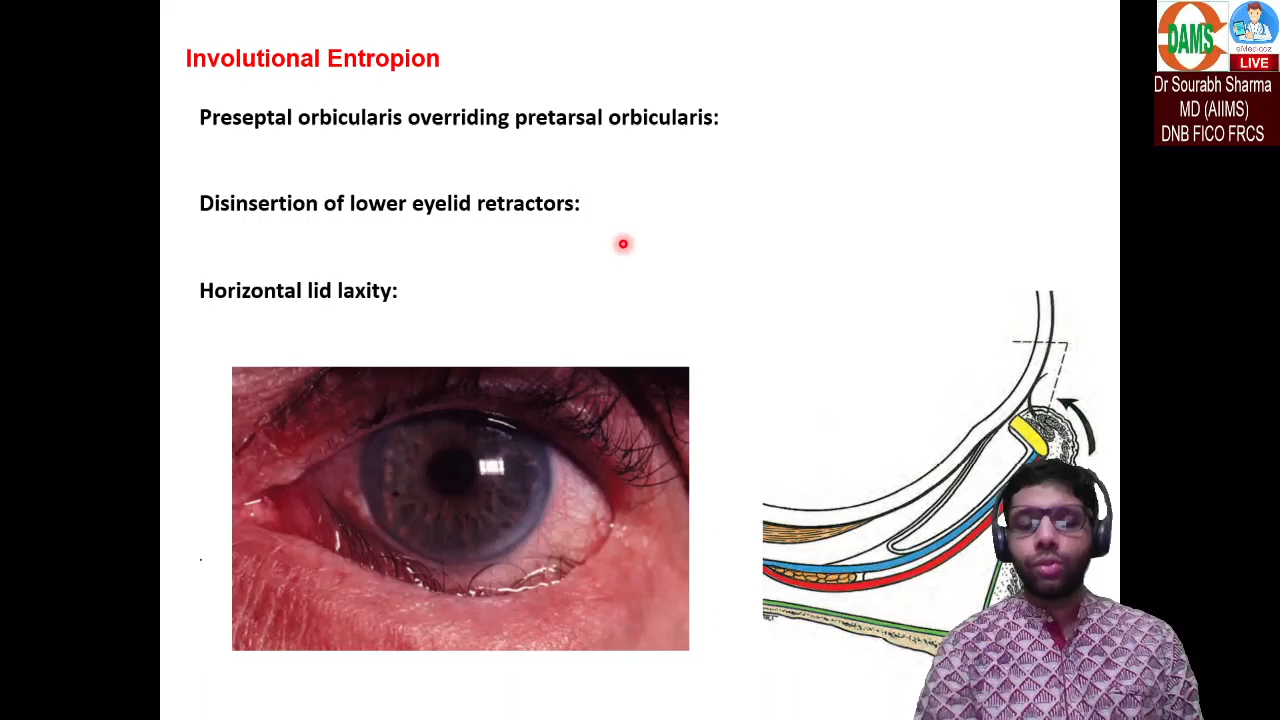 Involutional Entropion
Preseptal orbicularis overriding pretarsal orbicularis:
Disinsertion of lower eyelid retractors:
Horizontal lid laxity:
.
DAMS
eMedicoz
LIVE
Dr Sourabh Sharma
MD (AIIMS)
DNB FICO FRCS